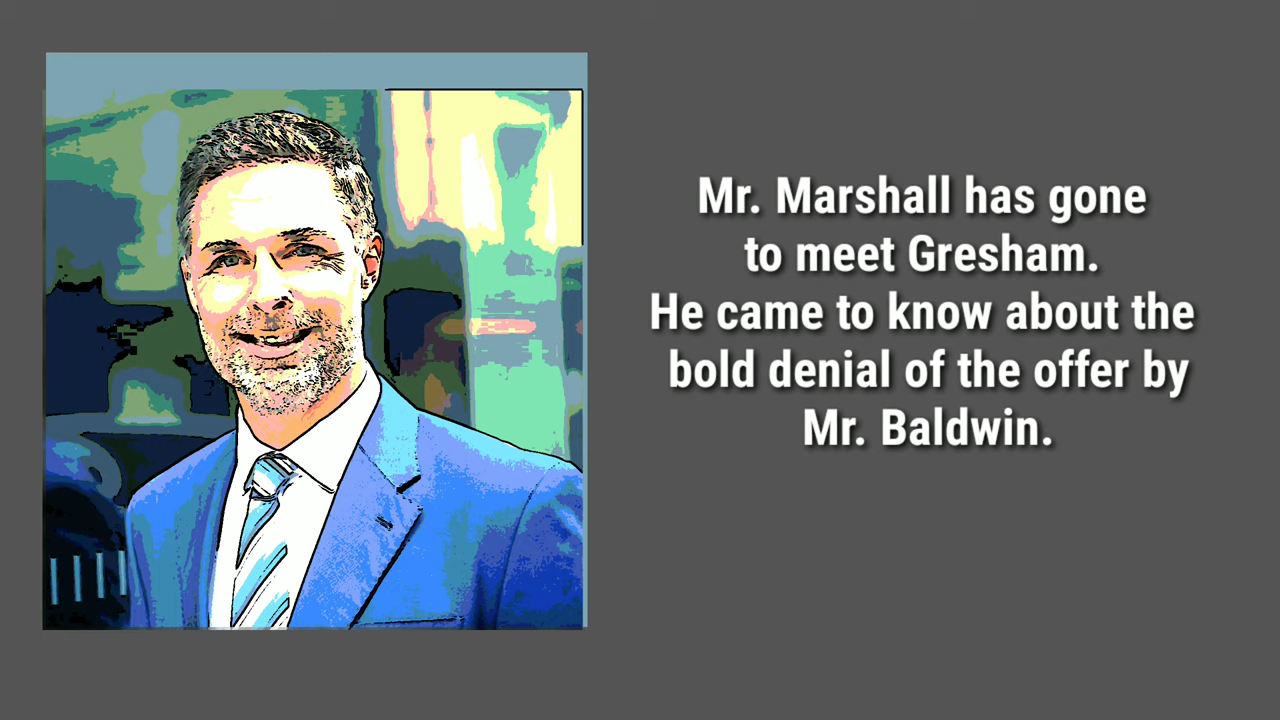 Mr. Marshall has gone
to meet Gresham.
He came to know about the
bold denial of the offer by
Mr. Baldwin.